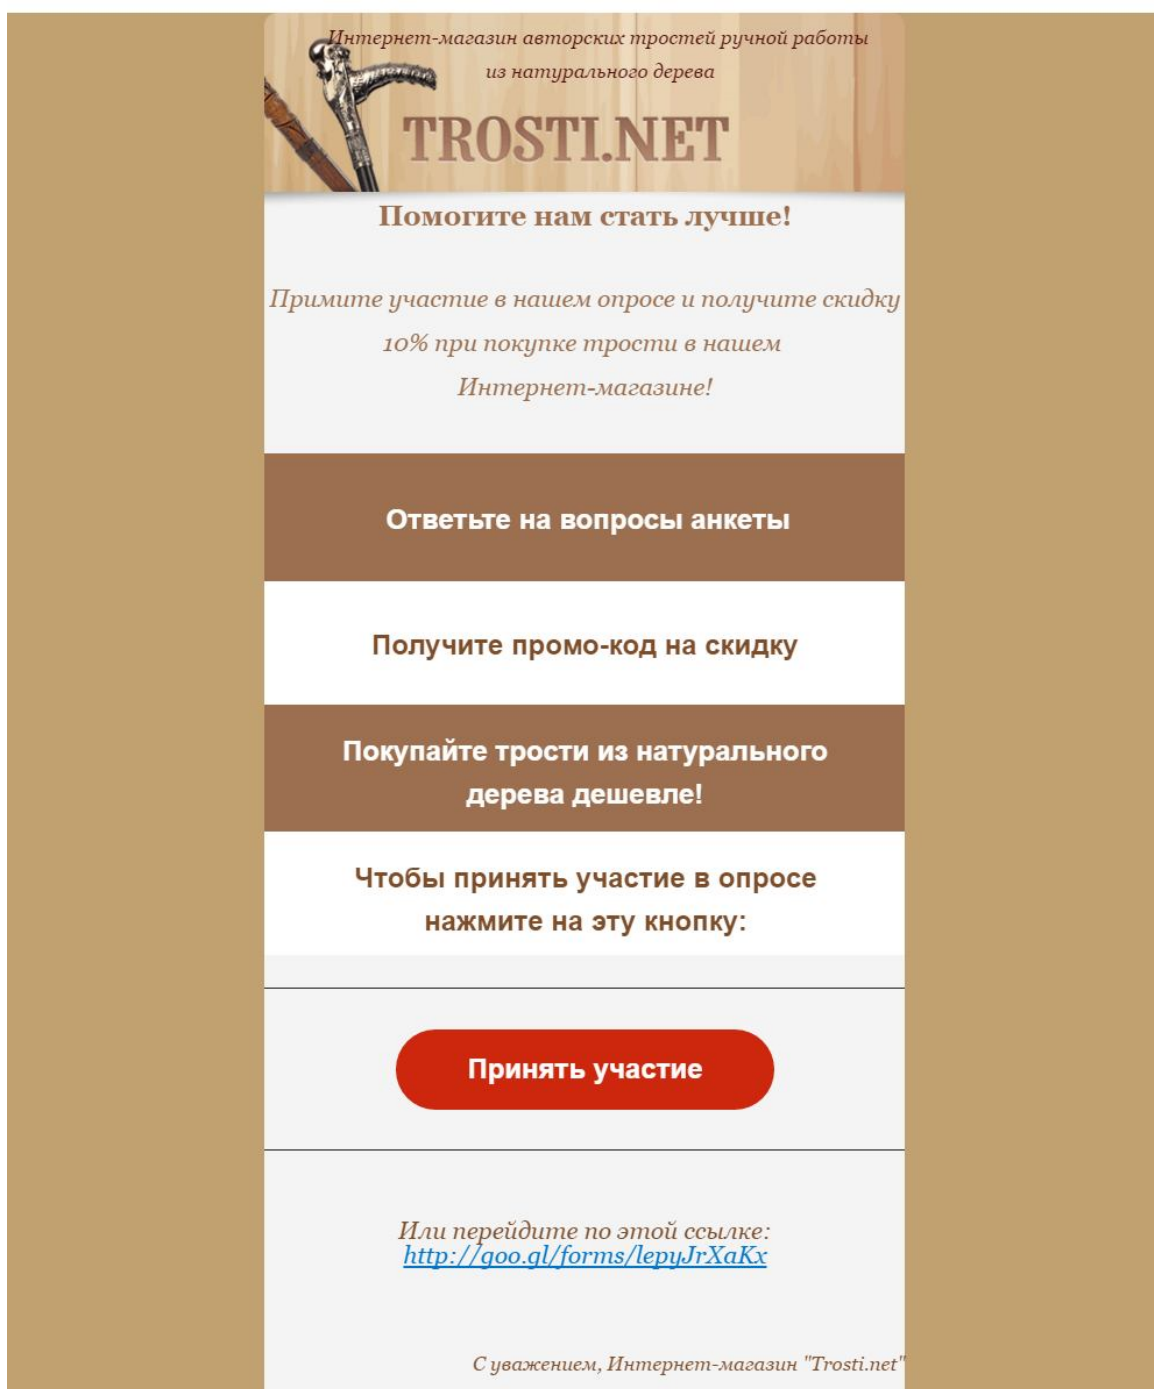 Интернет-магазин авторских тростей ручной работы
из натурального дерева
TROSTI.NET
Помогите нам стать лучше!
Примите участие в нашем опросе и получите скидку
10% при покупке трости в нашем
Интернет-магазине!
Ответьте на вопросы анкеты
Получите промо-код на скидку
Покупайте трости из натурального
дерева дешевле!
Чтобы принять участие в опросе
нажмите на эту кнопку:
Принять участие
Или перейдите по этой ссылке:
http://goo.gl/forms/lepyJrXaKx
С уважением, Интернет-магазин "Trosti.net"